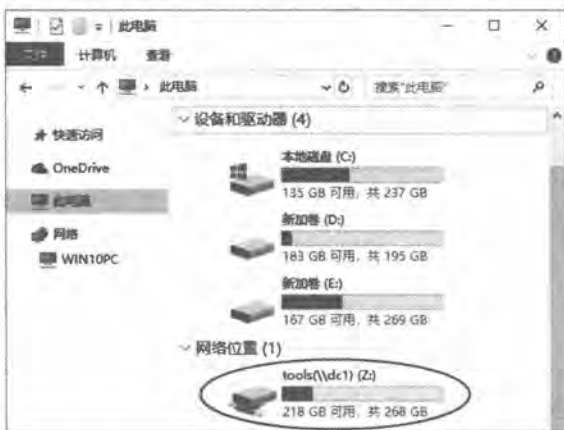 此电脑
计算机 查看
此电脑
搜索"此电脑"
设备和驱动器 (4)
快速访问
本地磁盘 (C:)
OneDrive
135 GB 可用，共 237 GB
此电脑
新加卷 (D:)
网络
183 GB 可用，共 195 GB
WIN10PC
新加卷 (E:)
167 GB 可用，共 269 GB
网络位置 (1)
tools(\\dc1) (Z:)
218 GB 可用，共 268 GB